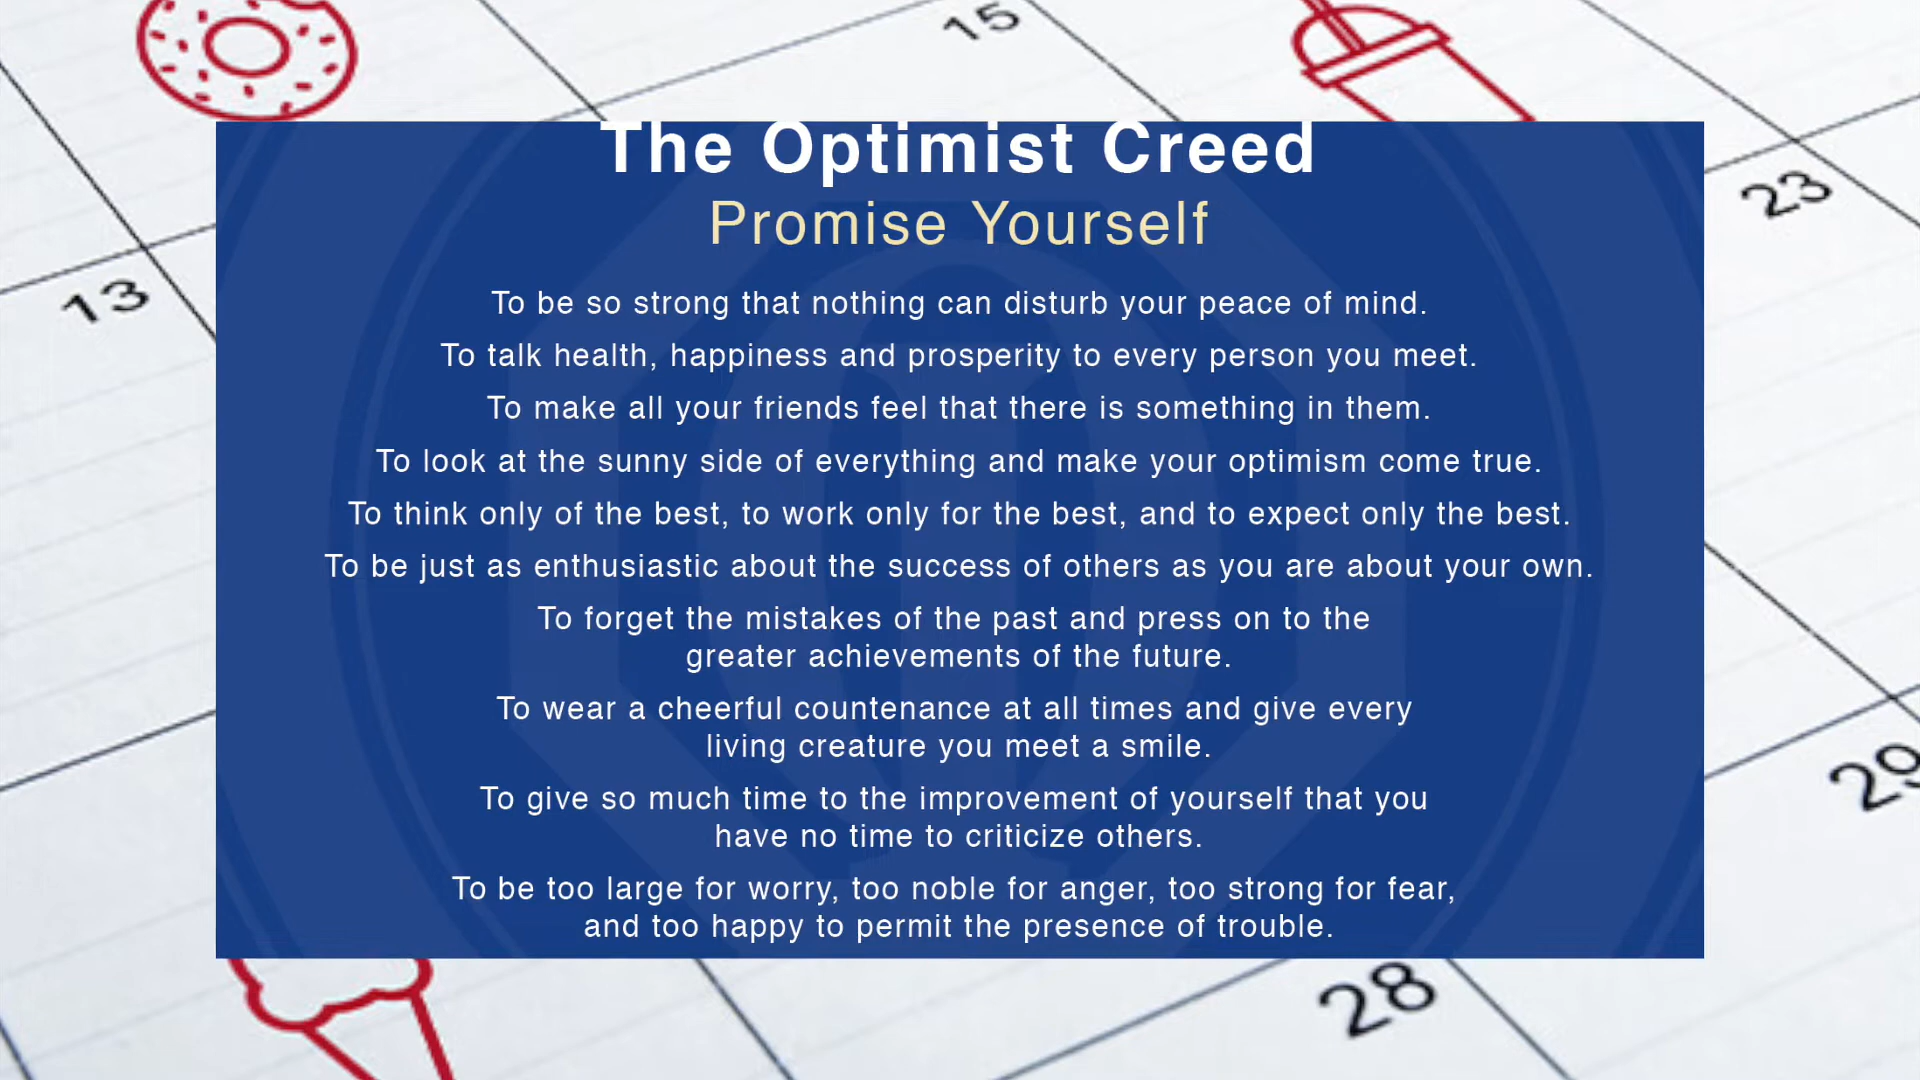 15
The Optimist Creed
Promise Yourself
23
13
To be so strong that nothing can disturb your peace of mind.
To talk health, happiness and prosperity to every person you meet.
To make all your friends feel that there is something in them.
To look at the sunny side of everything and make your optimism come true.
To think only of the best, to work only for the best, and to expect only the best.
To be just as enthusiastic about the success of others as you are about your own.
To forget the mistakes of the past and press on to the
greater achievements of the future.
To wear a cheerful countenance at all times and give every
living creature you meet a smile.
29
To give so much time to the improvement of yourself that you
have no time to criticize others.
To be too large for worry, too noble for anger, too strong for fear,
and too happy to permit the presence of trouble.
28